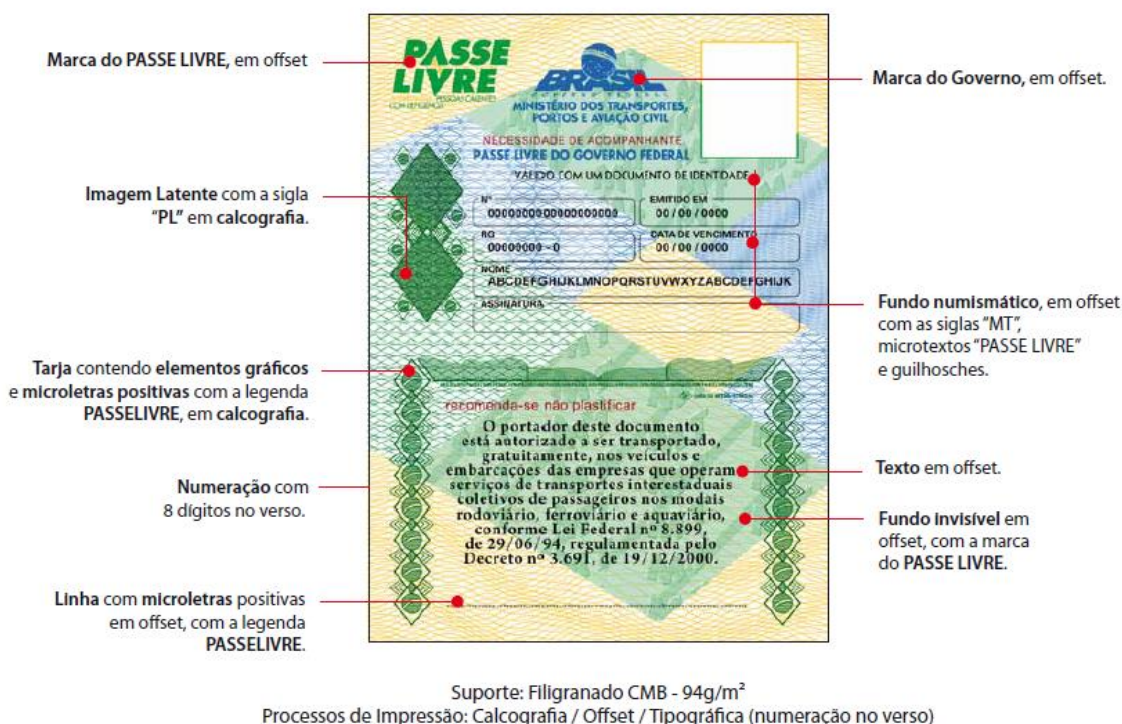 Marca do PASSE LIVRE, em offset
Imagem Latente com a sigla
"PL" em calcografia.
Tarja contendo elementos gráficos
e microletras positivas com a legenda
PASSELIVRE, em calcografia.
Numeração com
8 dígitos no verso.
Linha com microletras positivas
em offset, com a legenda
PASSELIVRE.
PASSE
LIVRE
BRASIL
GOVERNO FEDERAL
MINISTÉRIO DOS TRANSPORTES,
PORTOS E AVIAÇÃO CIVIL
NECESSIDADE DE ACOMPANHANTE
PASSE LIVRE DO GOVERNO FEDERAL
VÁLIDO COM UM DOCUMENTO DE IDENTIDADE
Nº
0000000000000000000
EMITIDO EM
00 / 00 / 0000
RG
00000000 - 0
DATA DE VENCIMENTO
00 / 00 / 0000
NOME
ABCDEFGHIJKLMNOPQRSTUVWXYZABCDEFGHIJK
ASSINATURA
recomenda-se não plastificar
O portador deste documento
está autorizado a ser transportado,
gratuitamente, nos veículos e
embarcações das empresas que operam
serviços de transportes interestaduais
coletivos de passageiros nos modais
rodoviário, ferroviário e aquaviário,
conforme Lei Federal nº 8.899,
de 29/06/94, regulamentada pelo
Decreto nº 3.691, de 19/12/2000.
Marca do Governo, em offset.
Fundo numismático, em offset
com as siglas "MT",
microtextos "PASSE LIVRE"
e guilhosches.
Texto em offset.
Fundo invisível em
offset, com a marca
do PASSE LIVRE.
Suporte: Filigranado CMB - 94g/m²
Processos de Impressão: Calcografia / Offset / Tipográfica (numeração no verso)